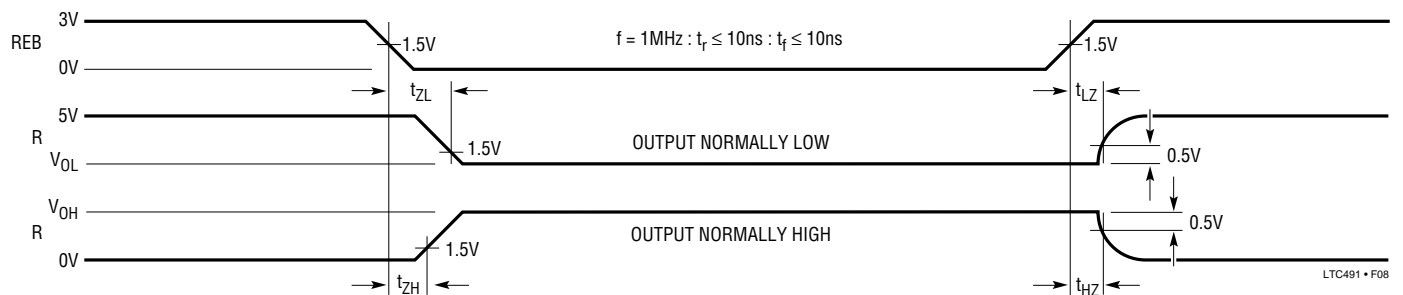 3V
REB
1.5V
f = 1MHz : tr ≤ 10ns : tf ≤ 10ns
1.5V
0V
tZL
tLZ
5V
R
1.5V
OUTPUT NORMALLY LOW
0.5V
VOL
VOH
R
1.5V
OUTPUT NORMALLY HIGH
0.5V
0V
tZH
tHZ
LTC491 • F08